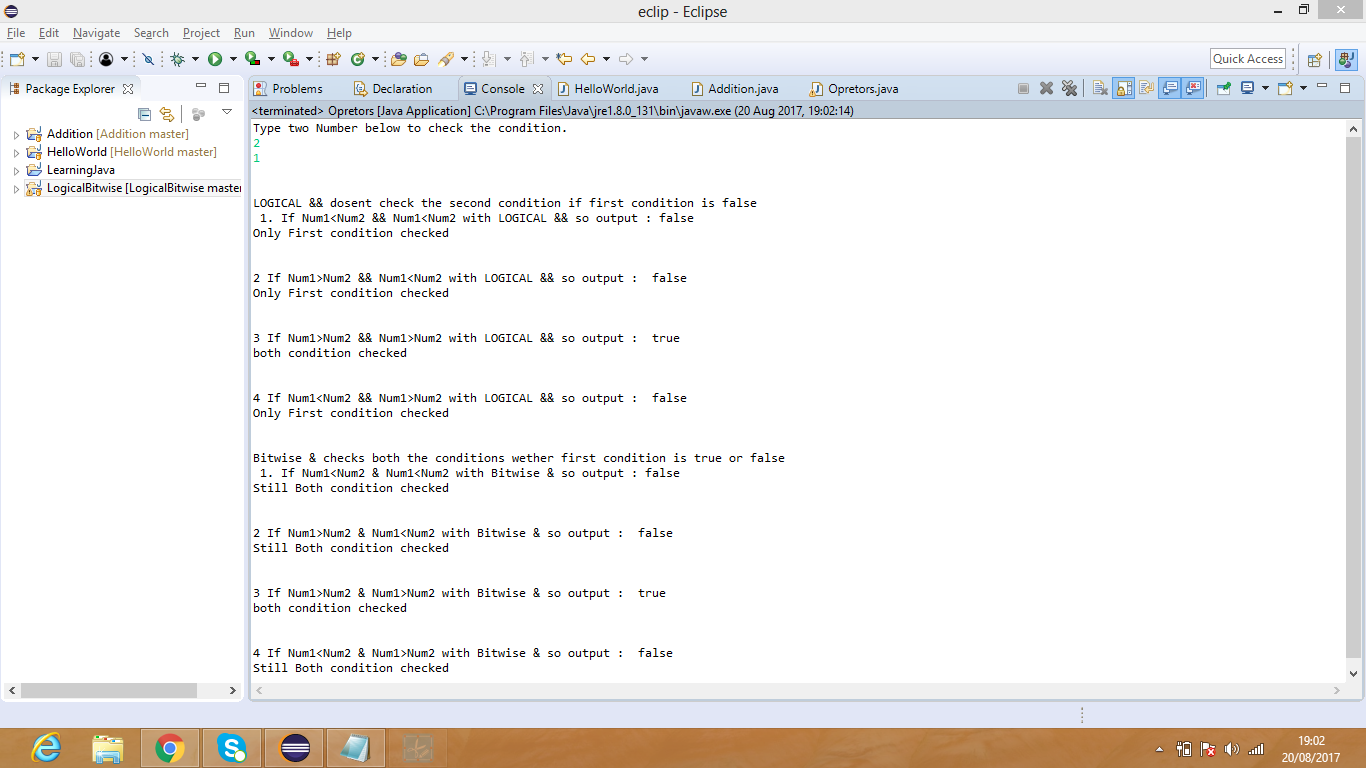 eclip - Eclipse
File Edit Navigate Search Project Run Window Help
Quick Access
Package Explorer
Problems Declaration Console HelloWorld.java Addition.java Opretors.java
<terminated> Opretors [Java Application] C:\Program Files\Java\jre1.8.0_131\bin\javaw.exe (20 Aug 2017, 19:02:14)
Addition [Addition master]
HelloWorld [HelloWorld master]
LearningJava
LogicalBitwise [LogicalBitwise master
Type two Number below to check the condition.
2
1
LOGICAL && dosent check the second condition if first condition is false
1. If Num1<Num2 && Num1<Num2 with LOGICAL && so output : false
Only First condition checked
2 If Num1>Num2 && Num1<Num2 with LOGICAL && so output :  false
Only First condition checked
3 If Num1>Num2 && Num1>Num2 with LOGICAL && so output :  true
both condition checked
4 If Num1<Num2 && Num1>Num2 with LOGICAL && so output :  false
Only First condition checked
Bitwise & checks both the conditions wether first condition is true or false
1. If Num1<Num2 & Num1<Num2 with Bitwise & so output : false
Still Both condition checked
2 If Num1>Num2 & Num1<Num2 with Bitwise & so output :  false
Still Both condition checked
3 If Num1>Num2 & Num1>Num2 with Bitwise & so output :  true
both condition checked
4 If Num1<Num2 & Num1>Num2 with Bitwise & so output :  false
Still Both condition checked
19:02
20/08/2017